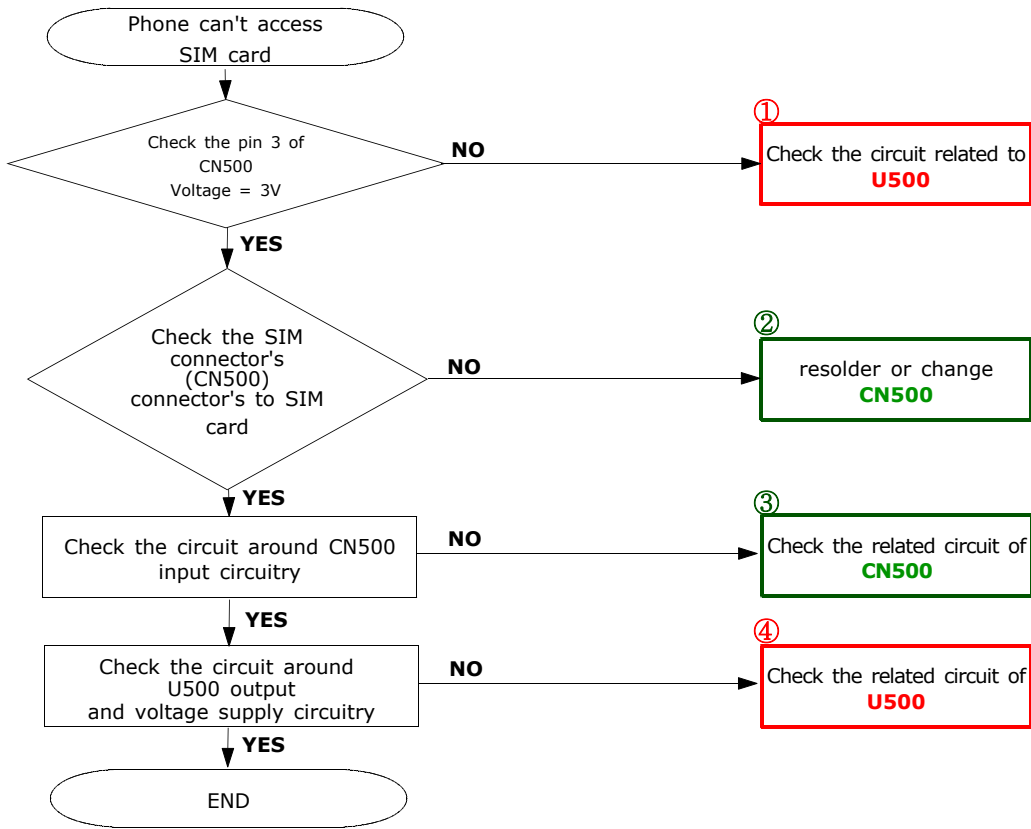 Phone can't access
SIM card
Check the pin 3 of
CN500
Voltage = 3V
NO
①
Check the circuit related to
U500
YES
Check the SIM
connector's
(CN500)
connector's to SIM
card
NO
②
resolder or change
CN500
YES
Check the circuit around CN500
input circuitry
NO
③
Check the related circuit of
CN500
YES
Check the circuit around
U500 output
and voltage supply circuitry
NO
④
Check the related circuit of
U500
YES
END